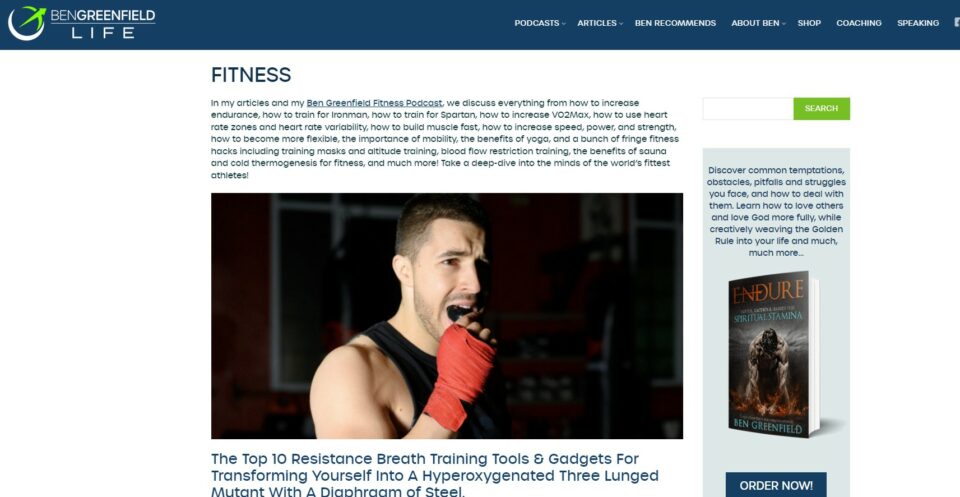 BENGREENFIELD
LIFE
PODCASTS
ARTICLES
BEN RECOMMENDS
ABOUT BEN
SHOP
COACHING
SPEAKING
FITNESS
In my articles and my Ben Greenfield Fitness Podcast, we discuss everything from how to increase
endurance, how to train for Ironman, how to train for Spartan, how to increase VO2Max, how to use heart
rate zones and heart rate variability, how to build muscle fast, how to increase speed, power, and strength,
how to become more flexible, the importance of mobility, the benefits of yoga, and a bunch of fringe fitness
hacks including training masks and altitude training, blood flow restriction training, the benefits of sauna
and cold thermogenesis for fitness, and much more! Take a deep-dive into the minds of the world's fittest
athletes!
The Top 10 Resistance Breath Training Tools & Gadgets For
Transforming Yourself Into A Hyperoxygenated Three Lunged
Mutant With A Diaphragm of Steel.
SEARCH
Discover common temptations,
obstacles, pitfalls and struggles
you face, and how to deal with
them. Learn how to love others
and love God more fully, while
creatively weaving the Golden
Rule into your life and much,
much more...
ENDURE
SPIRITUAL STAMINA
BEN GREENFIELD
ORDER NOW!